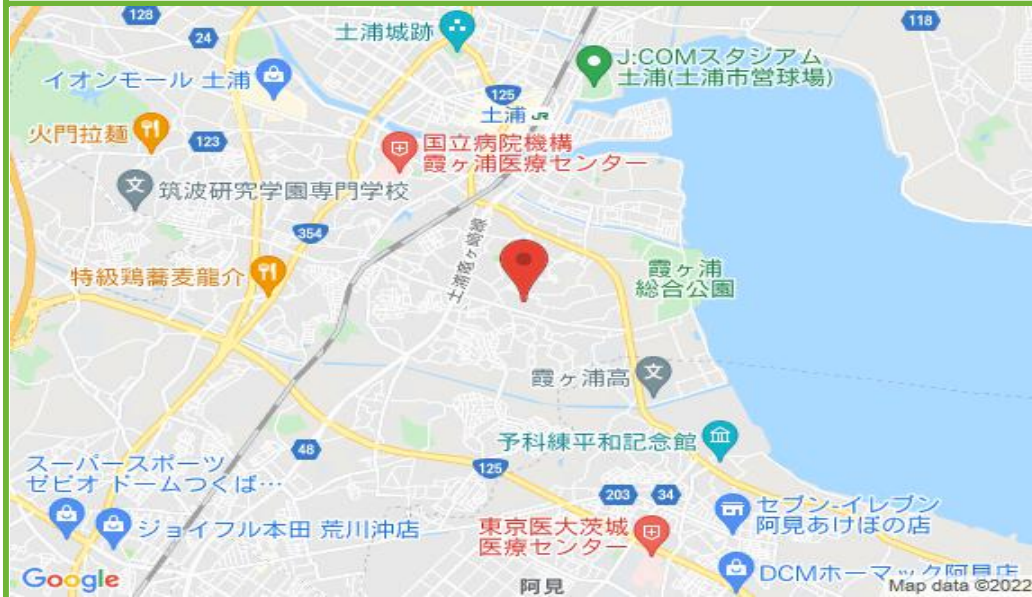 128
118
24
土浦城跡
J:COMスタジアム
土浦(土浦市営球場)
イオンモール 土浦
125
土浦 JR
火門拉麺
123
国立病院機構
霞ヶ浦医療センター
筑波研究学園専門学校
354
土浦竜ヶ崎線
霞ヶ浦
総合公園
特級鶏蕎麦龍介
霞ヶ浦高
予科練平和記念館
48
125
スーパースポーツ
ゼビオ ドームつくば…
203
34
セブン-イレブン
阿見あけぼの店
ジョイフル本田 荒川沖店
東京医大茨城
医療センター
DCMホーマック阿見店
Google
阿見
Map data ©2022